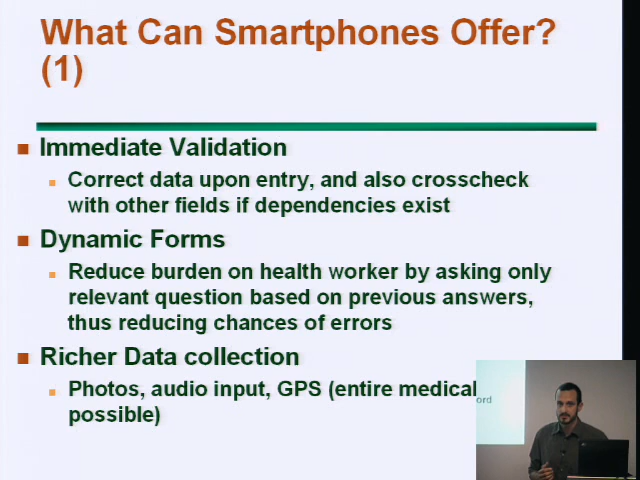 What Can Smartphones Offer?
(1)
Immediate Validation
Correct data upon entry, and also crosscheck
with other fields if dependencies exist
Dynamic Forms
Reduce burden on health worker by asking only
relevant question based on previous answers,
thus reducing chances of errors
Richer Data collection
Photos, audio input, GPS (entire medical
possible)
ord